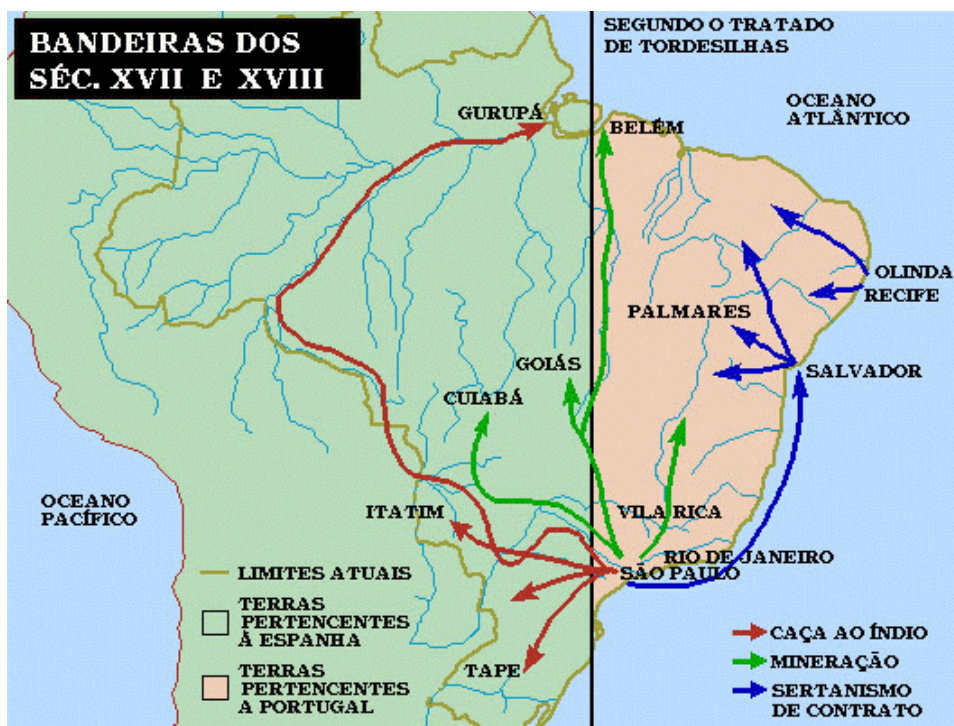 BANDEIRAS DOS
SÉC. XVII E XVIII
SEGUNDO O TRATADO
DE TORDESILHAS
OCEANO
ATLÂNTICO
GURUPÁ
BELÉM
OLINDA
RECIFE
PALMARES
SALVADOR
GOIÁS
CUIABÁ
OCEANO
PACÍFICO
ITATIM
VILA RICA
RIO DE JANEIRO
SÃO PAULO
TAPE
LIMITES ATUAIS
TERRAS
PERTENCENTES
Á ESPANHA
TERRAS
PERTENCENTES
A PORTUGAL
CAÇA AO ÍNDIO
MINERAÇÃO
SERTANISMO
DE CONTRATO